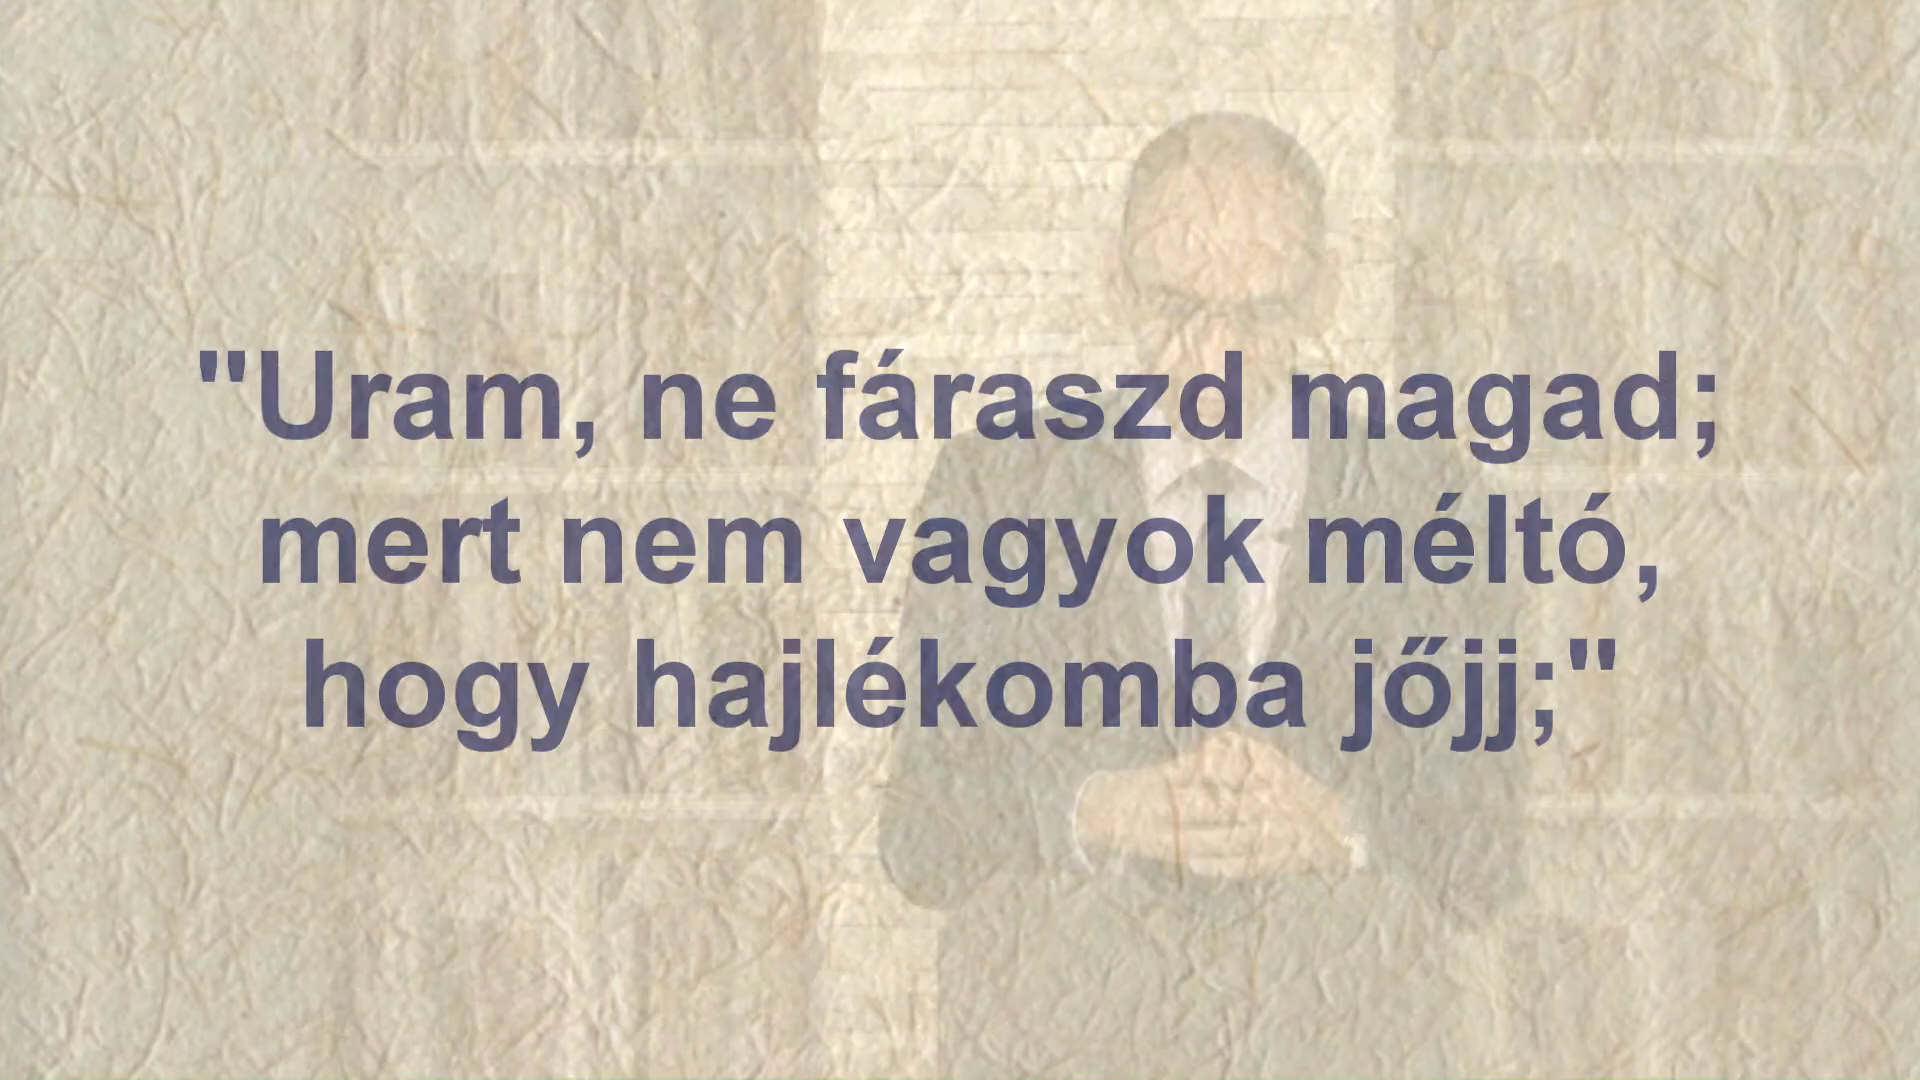 "Uram, ne fáraszd magad;
mert nem vagyok méltó,
hogy hajlékomba jőjj;"